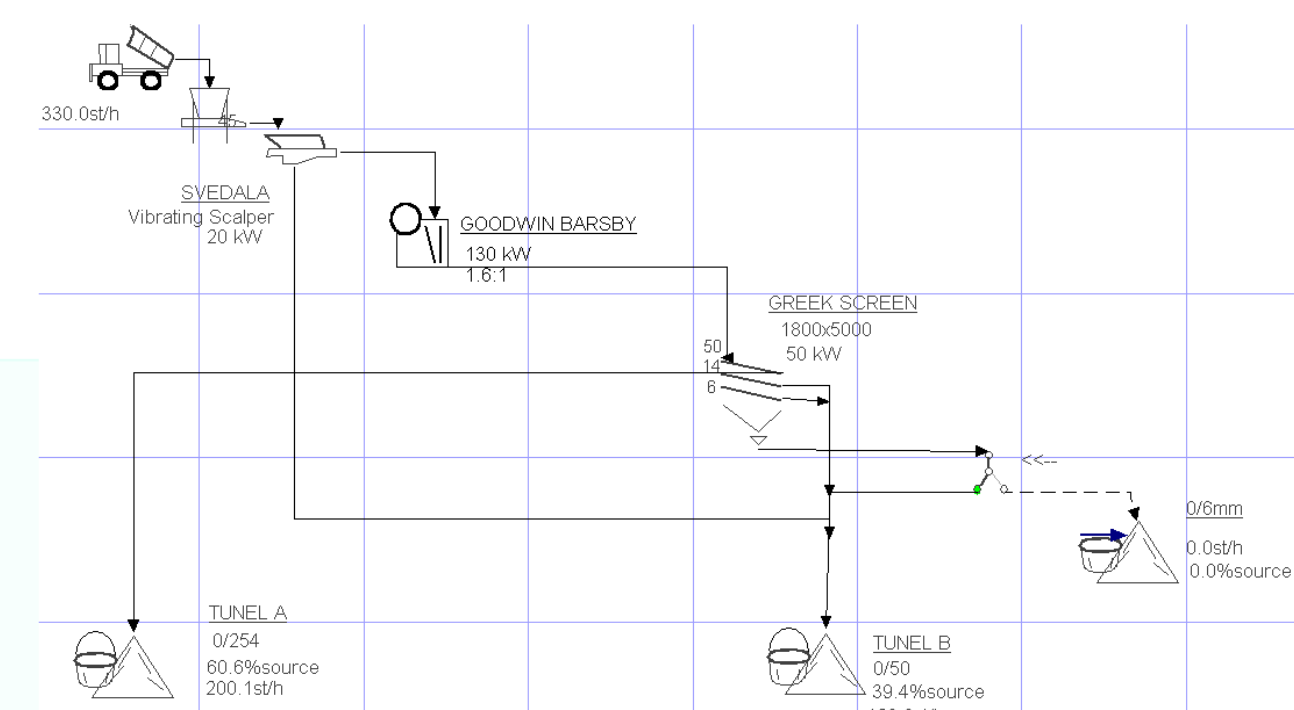 330.0st/h
45
SVEDALA
Vibrating Scalper
20 kW
GOODWIN BARSBY
130 kW
1.6:1
GREEK SCREEN
1800x5000
50 kW
50
14
6
<<--
0/6mm
0.0st/h
0.0%source
TUNEL A
0/254
60.6%source
200.1st/h
TUNEL B
0/50
39.4%source